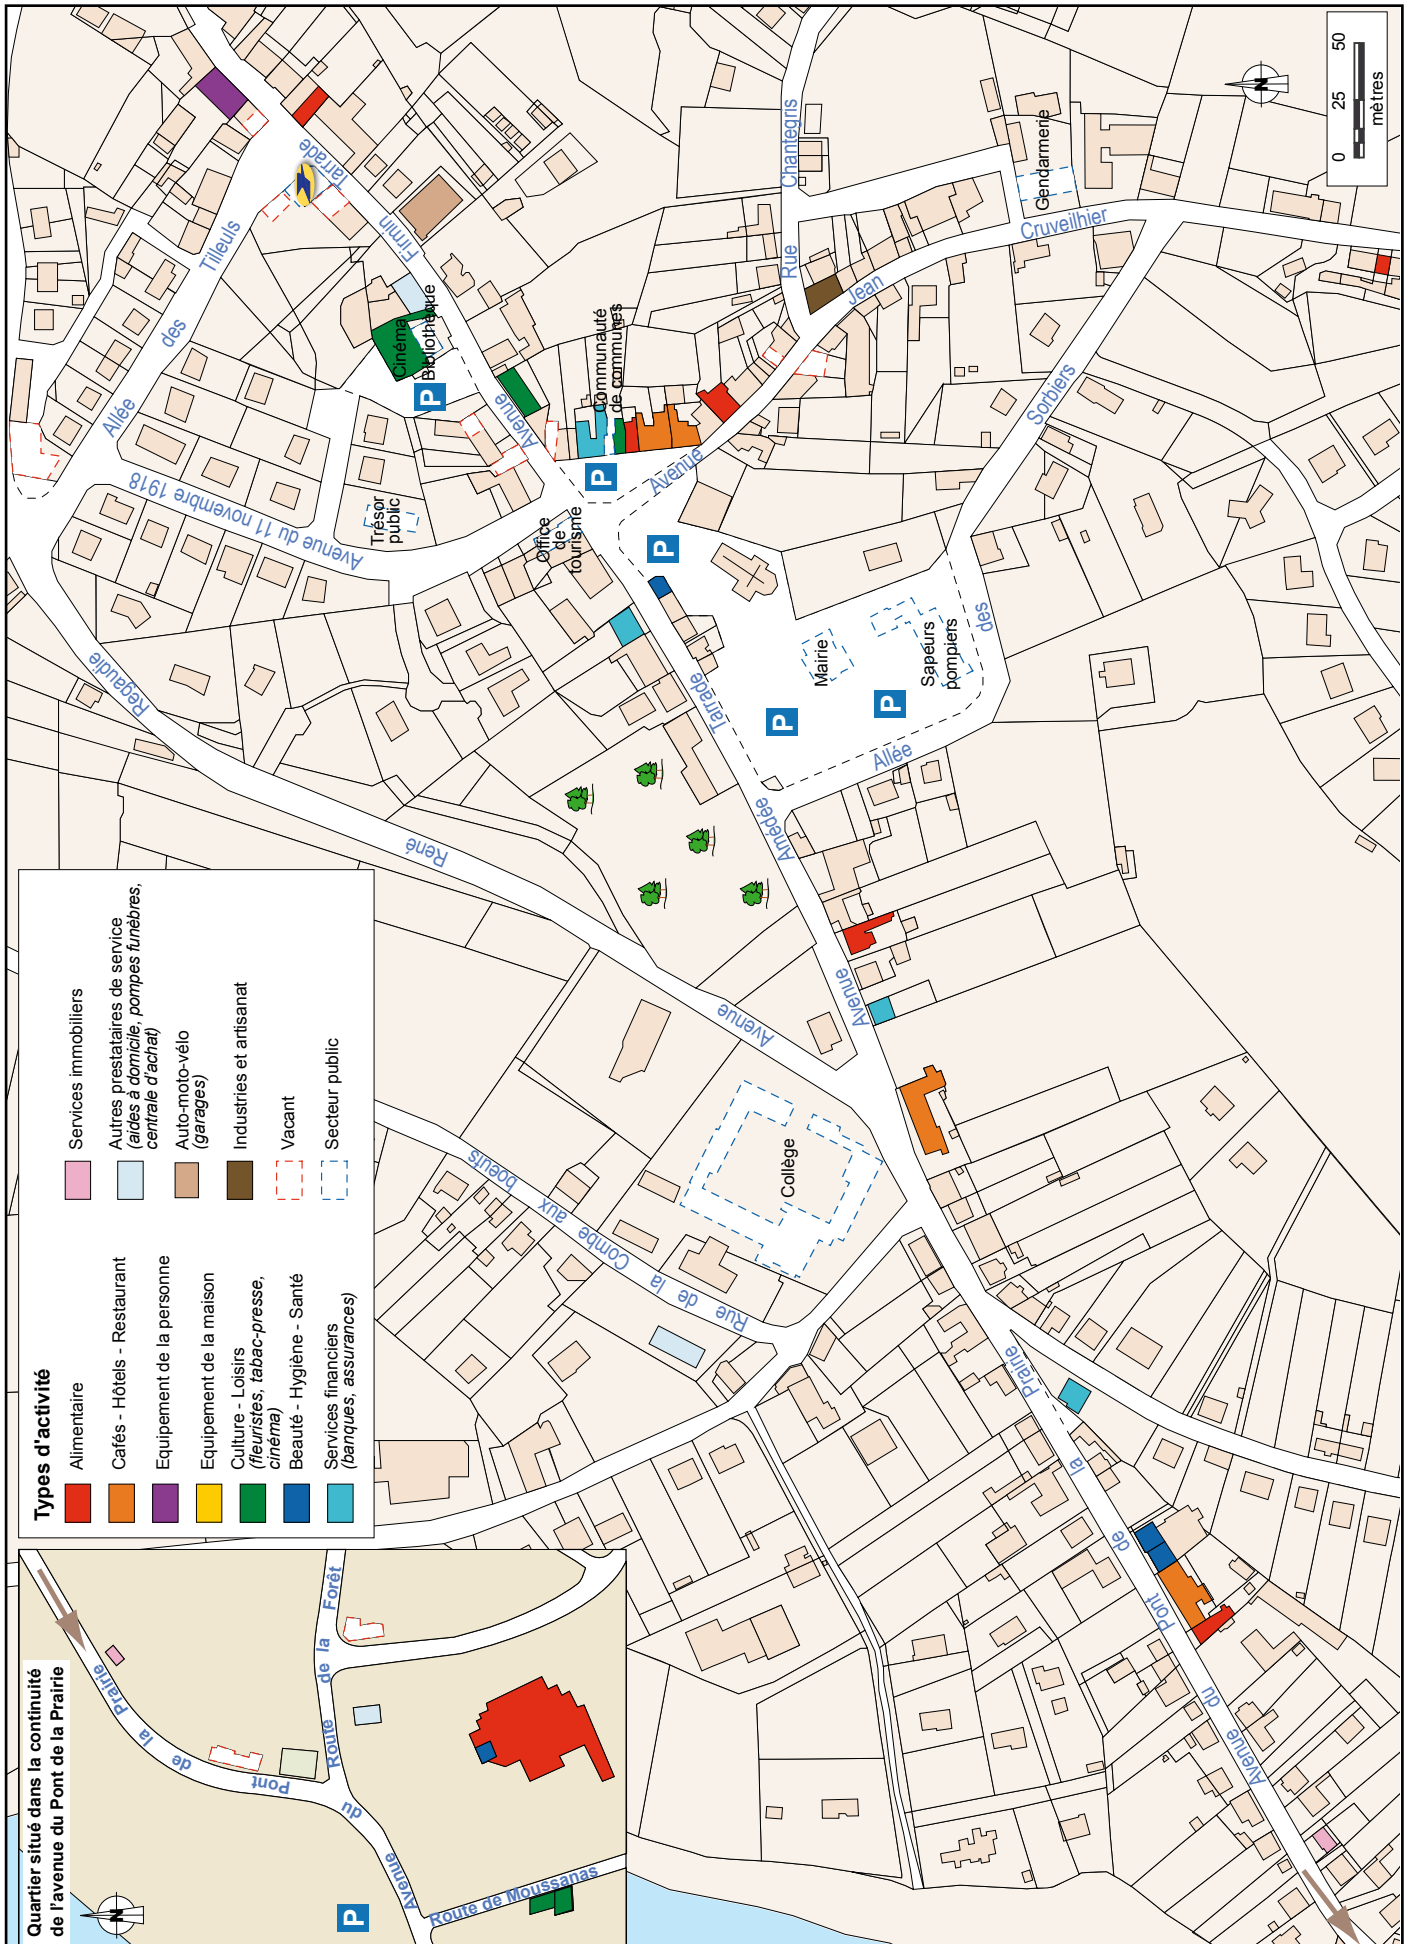 Quartier situé dans la continuité
de l'avenue du Pont de la Prairie
N
Avenue du Pont de la Prairie
Route de la Forêt
Route de Moussanas
P
Types d'activité
Alimentaire
Cafés - Hôtels - Restaurant
Equipement de la personne
Equipement de la maison
Culture - Loisirs
(fleuristes, tabac-presse,
cinéma)
Beauté - Hygiène - Santé
Services financiers
(banques, assurances)
Services immobiliers
Autres prestataires de service
(aides à domicile, pompes funèbres,
centrale d'achat)
Auto-moto-vélo
(garages)
Industries et artisanat
Vacant
Secteur public
Avenue René Regaudie
Allée des Tilleuls
Avenue du 11 novembre 1918
Trésor
public
Cinéma
Bibliothèque
P
Avenue Firmin Tarrade
Office
de
tourisme
Communauté
de communes
P
P
Avenue Jean Cruveilhier
Rue Chantegris
Gendarmerie
Allée des Sorbiers
Mairie
Sapeurs
pompiers
P
P
Avenue Amédée Tarrade
Rue de la Combe aux boeufs
Collège
Avenue du Pont de la Prairie
N
0 25 50
mètres